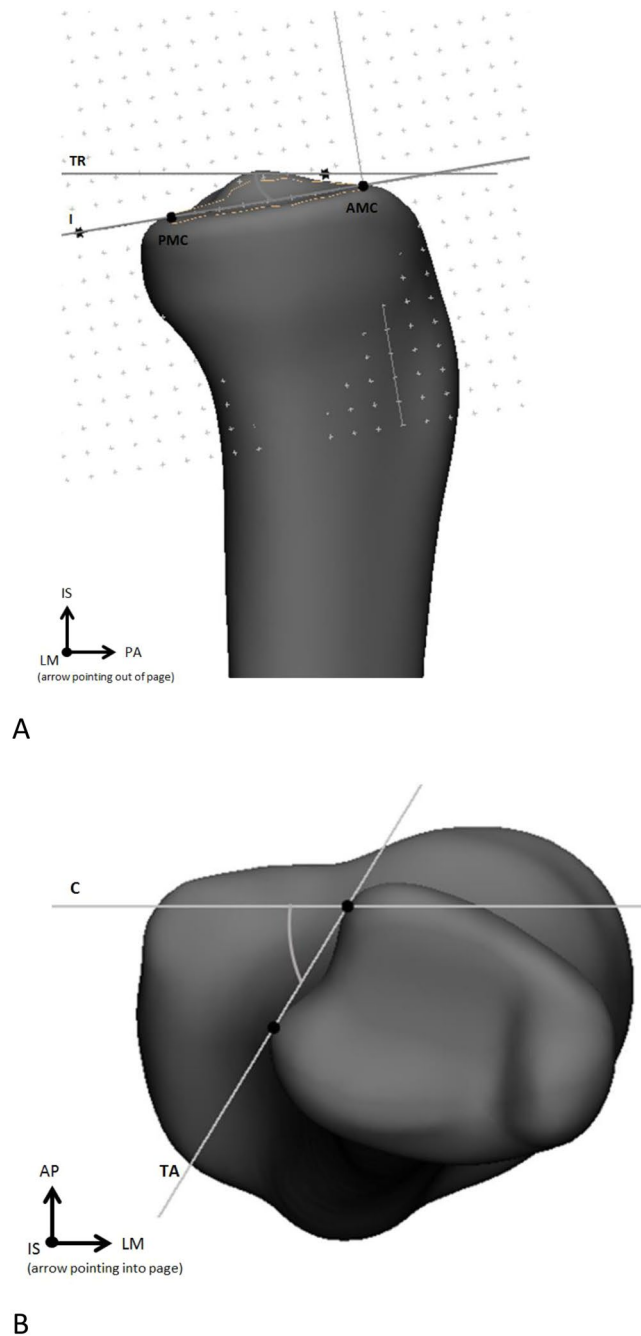 TR
I
AMC
PMC
IS
LM
PA
(arrow pointing out of page)
A
C
TA
AP
IS
LM
(arrow pointing into page)
B